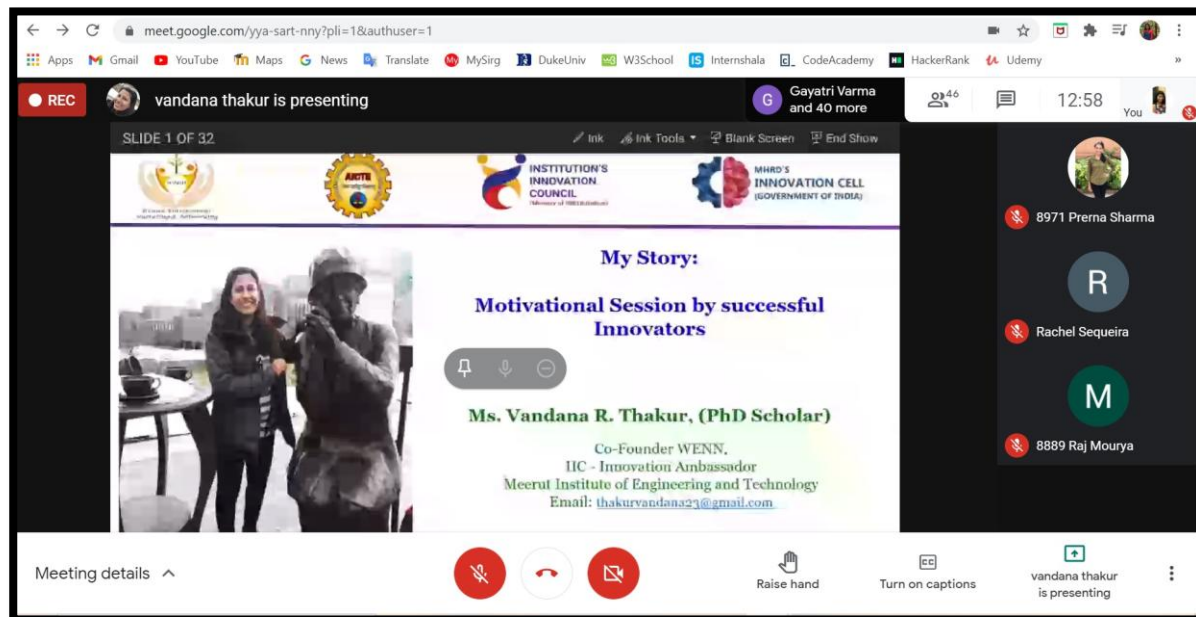 meet.google.com/yya-sart-nny?pli=1&authuser=1
Apps Gmail YouTube Maps News Translate MySirg DukeUniv W3School Internshala CodeAcademy HackerRank Udemy »
REC vandana thakur is presenting
G Gayatri Varma
and 40 more
46
12:58
You
SLIDE 1 OF 32 Ink Ink Tools Blank Screen End Show
AICTE
INSTITUTION'S
INNOVATION
COUNCIL
MHRD'S
INNOVATION CELL
(GOVERNMENT OF INDIA)
My Story:
Motivational Session by successful
Innovators
Ms. Vandana R. Thakur, (PhD Scholar)
Co-Founder WENN,
IIC - Innovation Ambassador
Meerut Institute of Engineering and Technology
Email: thakurvandana23@gmail.com
8971 Prerna Sharma
R
Rachel Sequeira
M
8889 Raj Mourya
Meeting details
Raise hand
Turn on captions
vandana thakur
is presenting